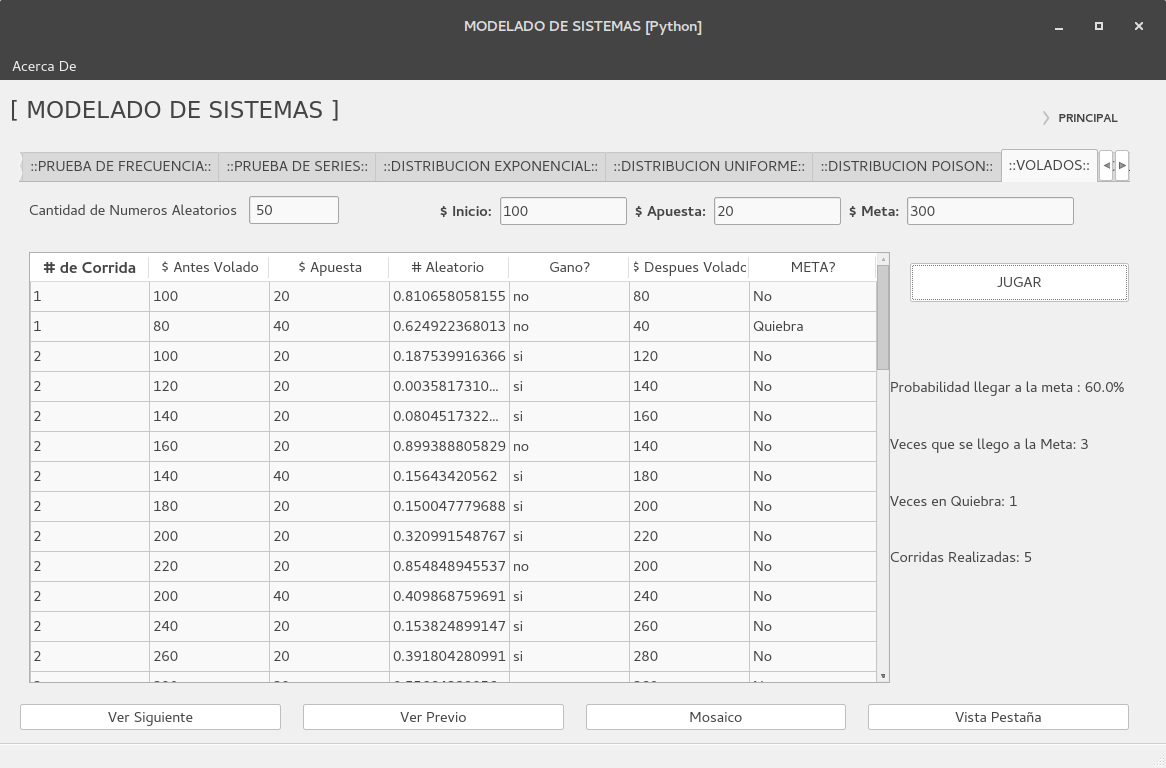 MODELADO DE SISTEMAS [Python]
Acerca De
[ MODELADO DE SISTEMAS ]
PRINCIPAL
::PRUEBA DE FRECUENCIA:: ::PRUEBA DE SERIES:: ::DISTRIBUCION EXPONENCIAL:: ::DISTRIBUCION UNIFORME:: ::DISTRIBUCION POISON:: ::VOLADOS::
Cantidad de Numeros Aleatorios 50 $ Inicio: 100 $ Apuesta: 20 $ Meta: 300
# de Corrida $ Antes Volado $ Apuesta # Aleatorio Gano? $ Despues Volado META?
1 100 20 0.810658058155 no 80 No
1 80 40 0.624922368013 no 40 Quiebra
2 100 20 0.187539916366 si 120 No
2 120 20 0.0035817310... si 140 No
2 140 20 0.0804517322... si 160 No
2 160 20 0.899388805829 no 140 No
2 140 40 0.15643420562 si 180 No
2 180 20 0.150047779688 si 200 No
2 200 20 0.320991548767 si 220 No
2 220 20 0.854848945537 no 200 No
2 200 40 0.409868759691 si 240 No
2 240 20 0.153824899147 si 260 No
2 260 20 0.391804280991 si 280 No
JUGAR
Probabilidad llegar a la meta : 60.0%
Veces que se llego a la Meta: 3
Veces en Quiebra: 1
Corridas Realizadas: 5
Ver Siguiente Ver Previo Mosaico Vista Pestaña